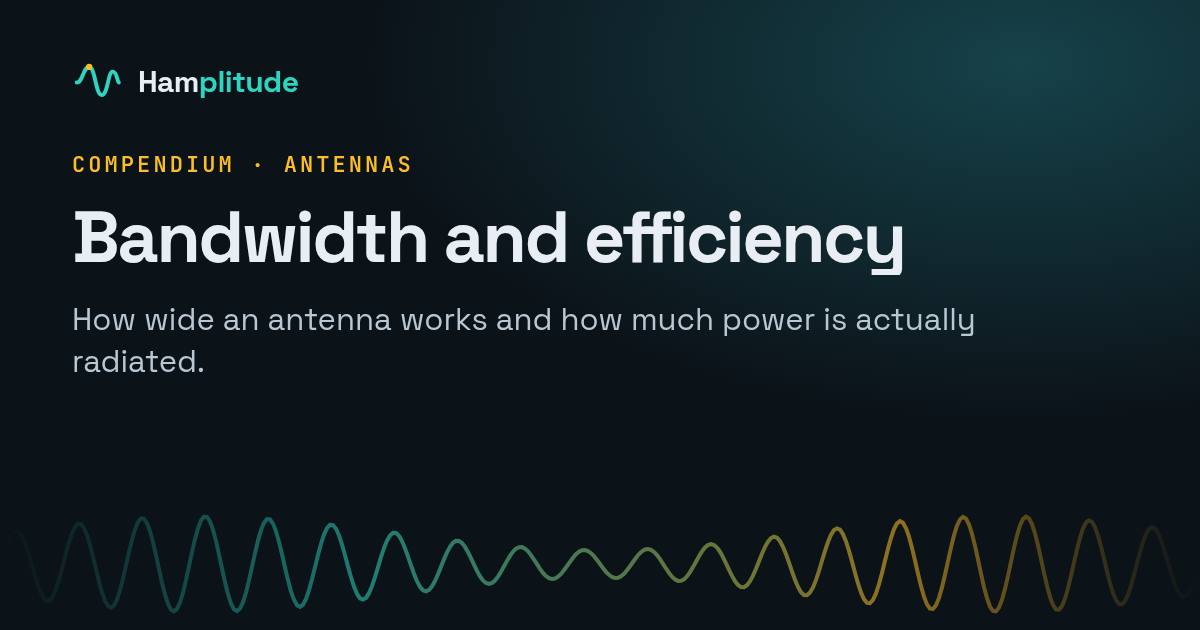 Hamplitude
COMPENDIUM · ANTENNAS
Bandwidth and efficiency
How wide an antenna works and how much power is actually
radiated.